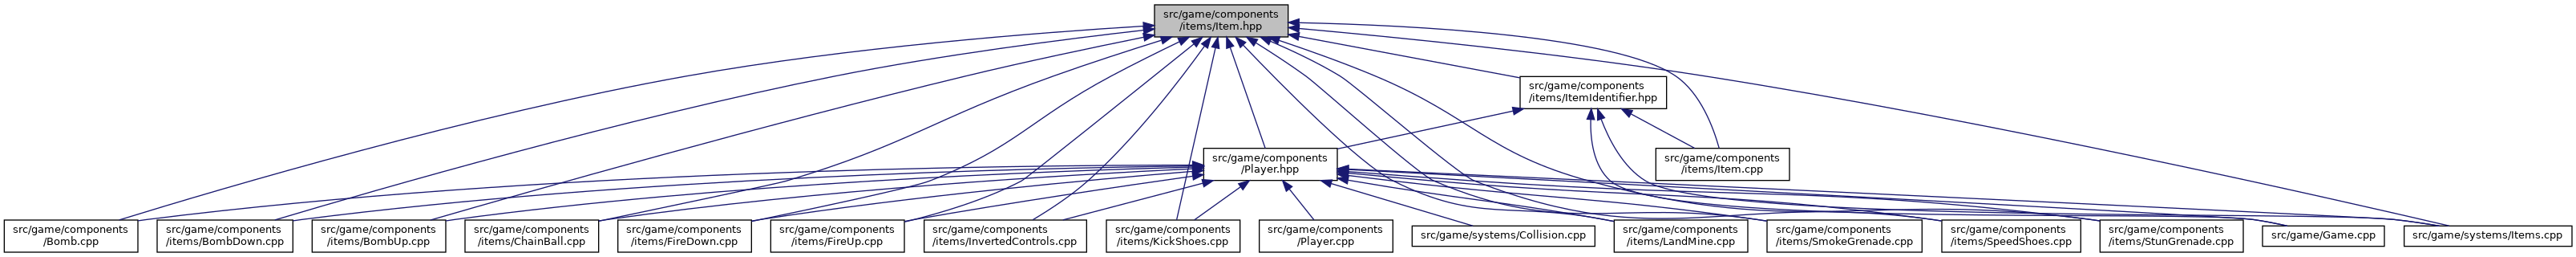 src/game/components
/items/Item.hpp
src/game/components
/items/ItemIdentifier.hpp
src/game/components
/Player.hpp
src/game/components
/items/Item.cpp
src/game/components
/Bomb.cpp
src/game/components
/items/BombDown.cpp
src/game/components
/items/BombUp.cpp
src/game/components
/items/ChainBall.cpp
src/game/components
/items/FireDown.cpp
src/game/components
/items/FireUp.cpp
src/game/components
/items/InvertedControls.cpp
src/game/components
/items/KickShoes.cpp
src/game/components
/Player.cpp
src/game/systems/Collision.cpp
src/game/components
/items/LandMine.cpp
src/game/components
/items/SmokeGrenade.cpp
src/game/components
/items/SpeedShoes.cpp
src/game/components
/items/StunGrenade.cpp
src/game/Game.cpp
src/game/systems/Items.cpp